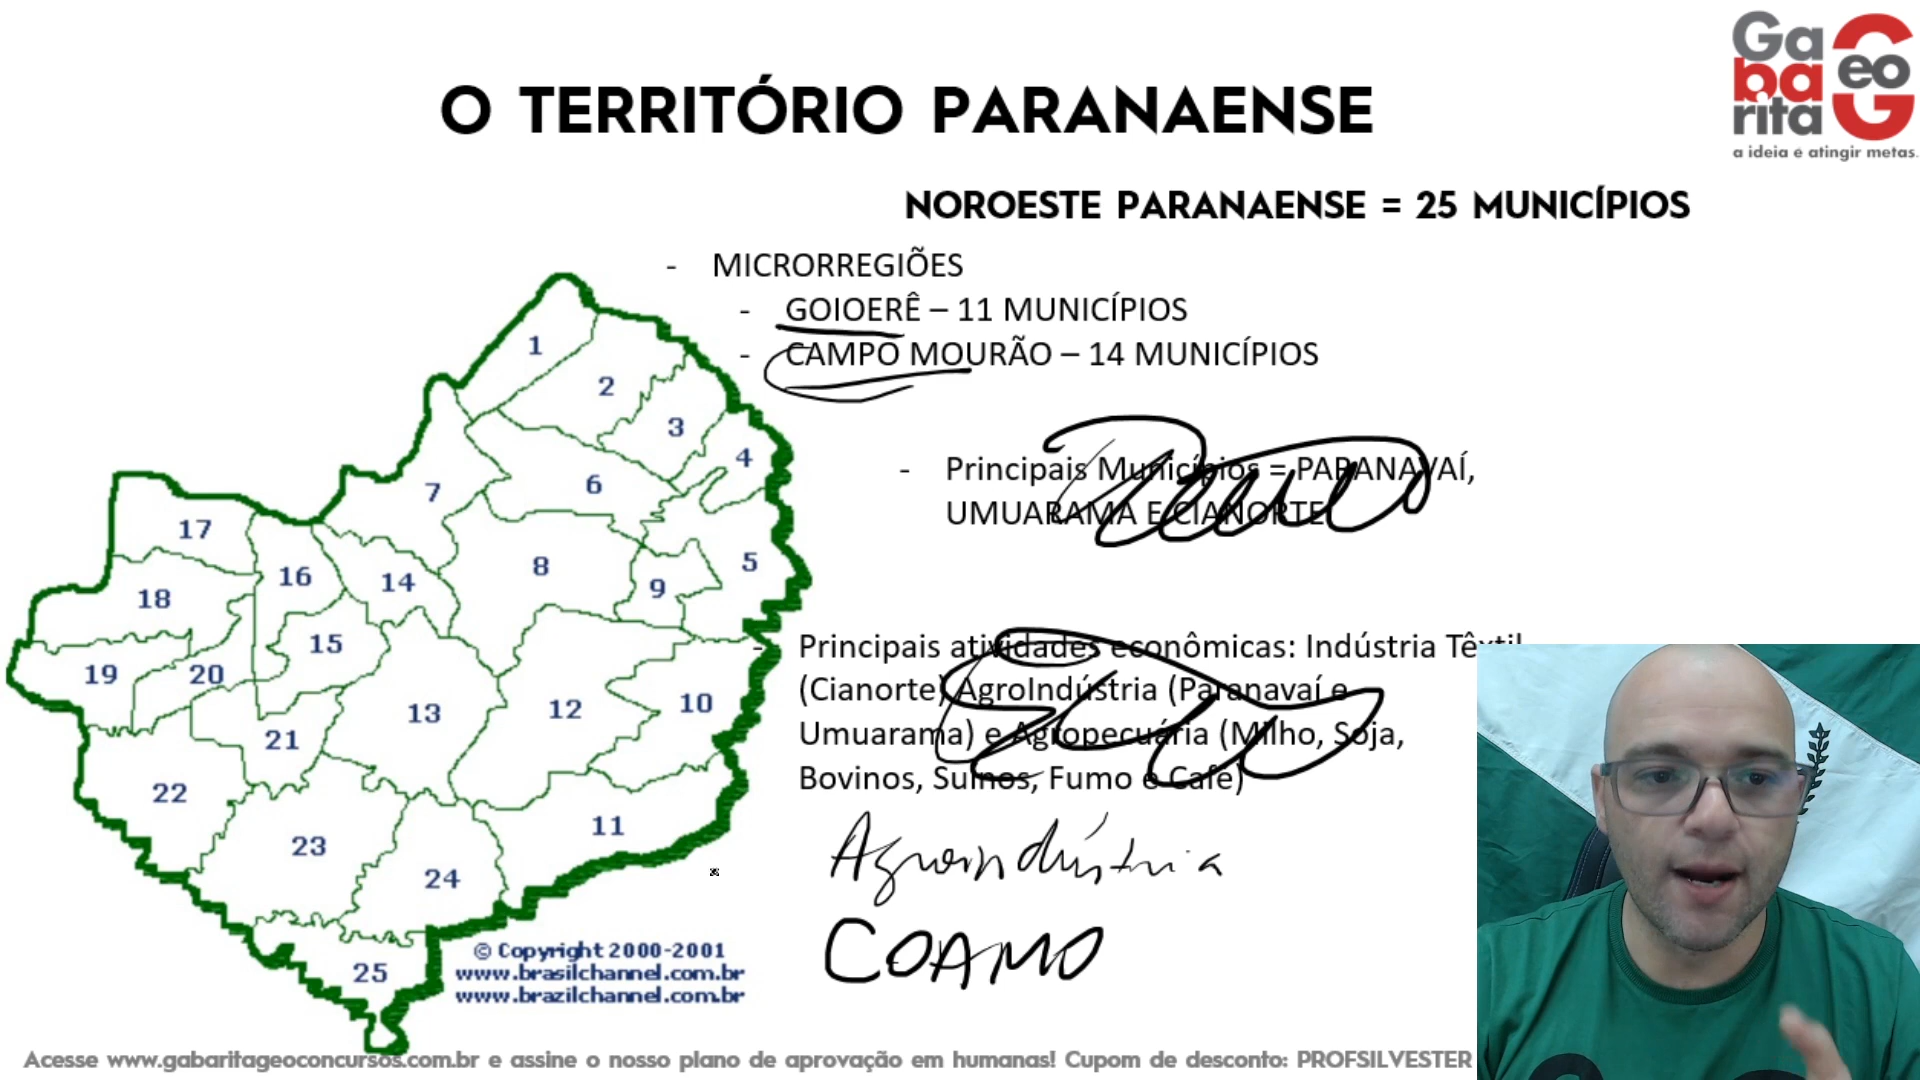 Ga
ba
rita
Geo
a ideia é atingir metas.
O TERRITÓRIO PARANAENSE
NOROESTE PARANAENSE = 25 MUNICÍPIOS
- MICRORREGIÕES
- GOIOERÊ – 11 MUNICÍPIOS
- CAMPO MOURÃO – 14 MUNICÍPIOS
- Principais Municípios = PARANAVAÍ,
UMUARAMA E CIANORTE
- Principais atividades econômicas: Indústria Têxtil
(Cianorte) AgroIndústria (Paranavaí e
Umuarama) e Agropecuária (Milho, Soja,
Bovinos, Suínos, Fumo e Café)
Agroindústria
COAMO
1
2
3
4
5
6
7
8
9
10
11
12
13
14
15
16
17
18
19
20
21
22
23
24
25
© Copyright 2000-2001
www.brasilchannel.com.br
www.brazilchannel.com.br
Acesse www.gabaritageoconcursos.com.br e assine o nosso plano de aprovação em humanas! Cupom de desconto: PROFSILVESTER